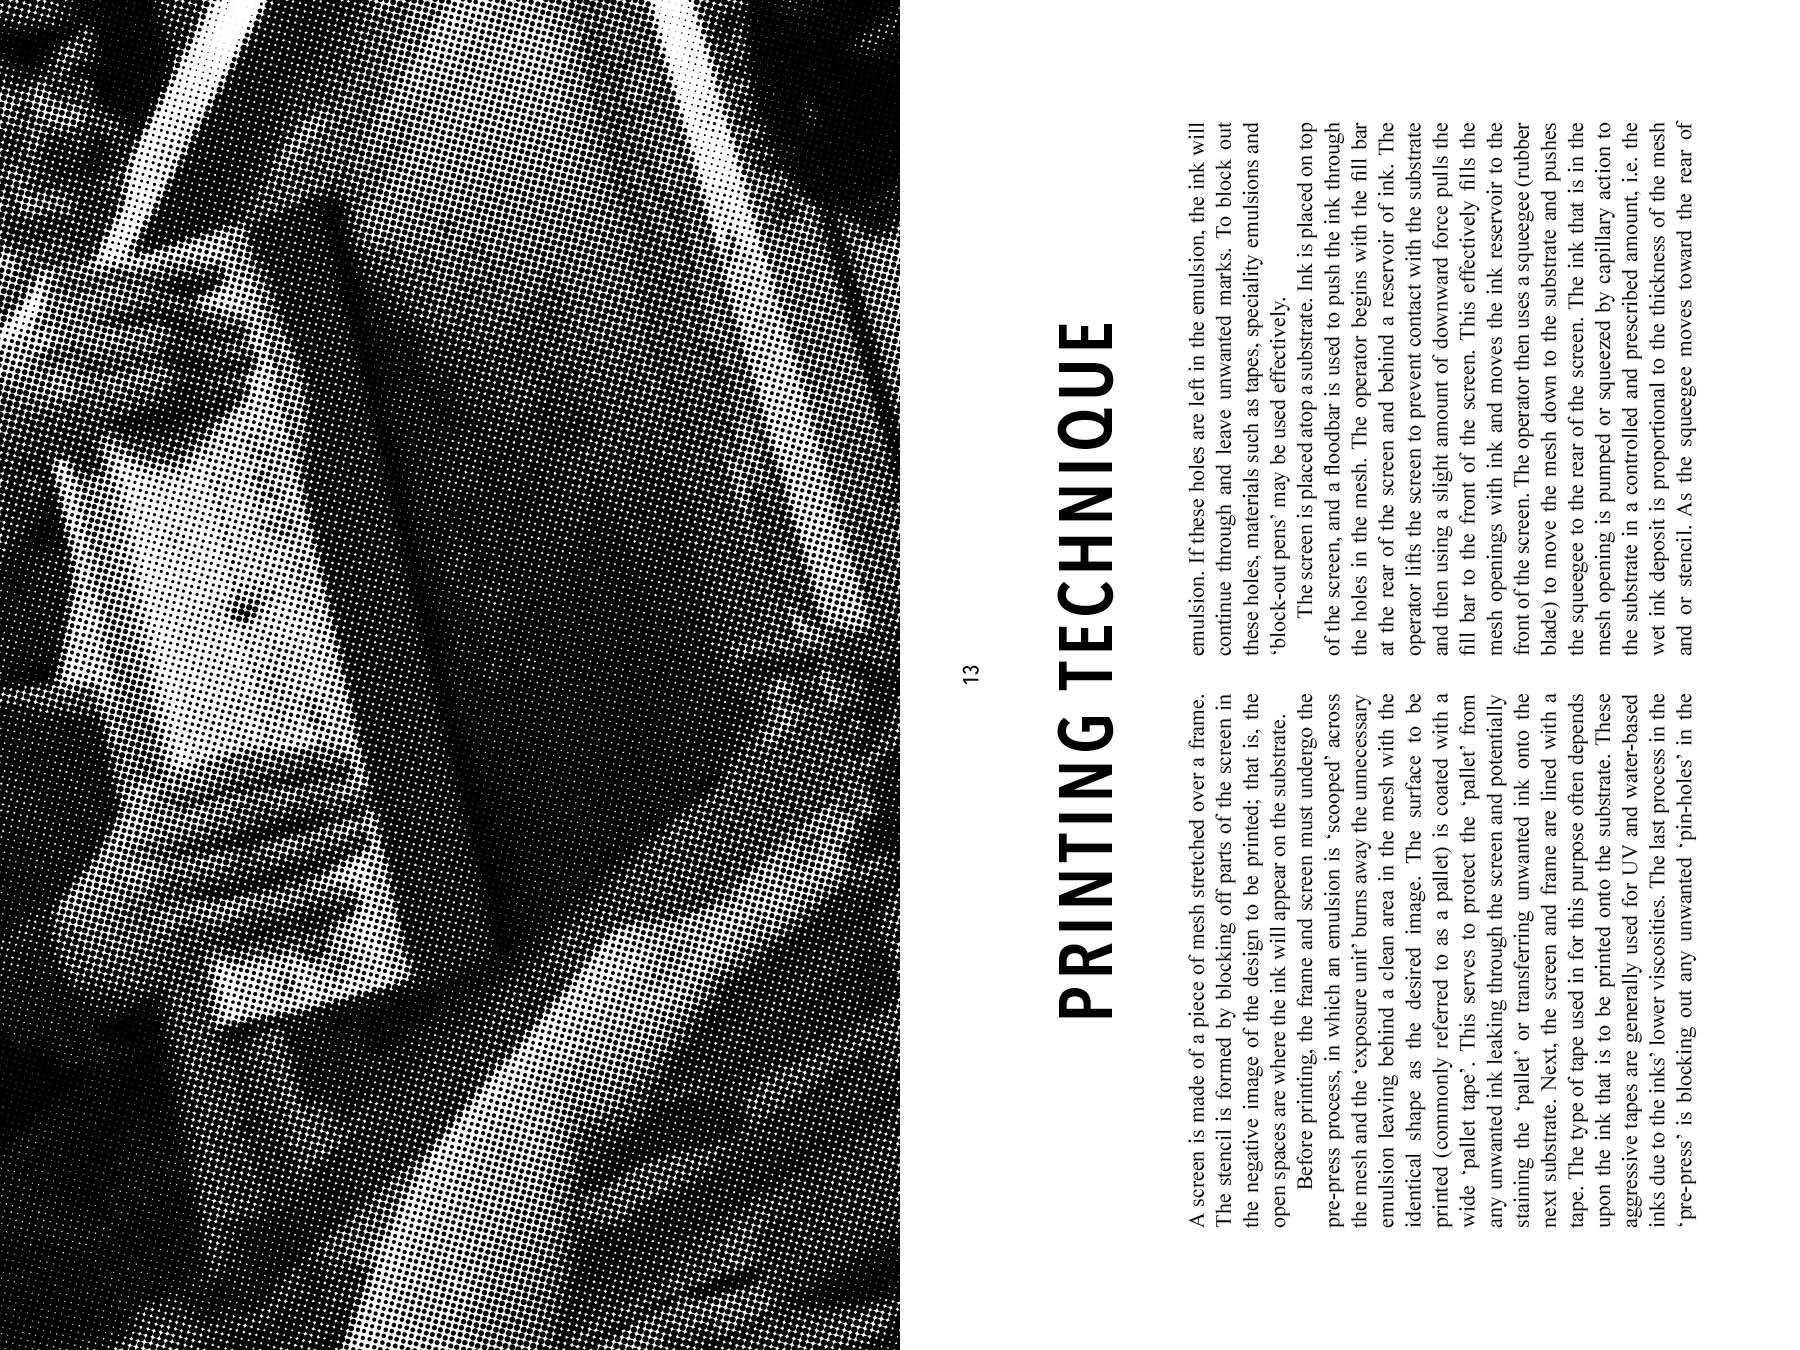 13
PRINTING TECHNIQUE
A screen is made of a piece of mesh stretched over a frame.
The stencil is formed by blocking off parts of the screen in
the negative image of the design to be printed; that is, the
open spaces are where the ink will appear on the substrate.
Before printing, the frame and screen must undergo the
pre-press process, in which an emulsion is ‘scooped’ across
the mesh and the ‘exposure unit’ burns away the unnecessary
emulsion leaving behind a clean area in the mesh with the
identical shape as the desired image. The surface to be
printed (commonly referred to as a pallet) is coated with a
wide ‘pallet tape’. This serves to protect the ‘pallet’ from
any unwanted ink leaking through the screen and potentially
staining the ‘pallet’ or transferring unwanted ink onto the
next substrate. Next, the screen and frame are lined with a
tape. The type of tape used in for this purpose often depends
upon the ink that is to be printed onto the substrate. These
aggressive tapes are generally used for UV and water-based
inks due to the inks’ lower viscosities. The last process in the
‘pre-press’ is blocking out any unwanted ‘pin-holes’ in the
emulsion. If these holes are left in the emulsion, the ink will
continue through and leave unwanted marks. To block out
these holes, materials such as tapes, speciality emulsions and
‘block-out pens’ may be used effectively.
The screen is placed atop a substrate. Ink is placed on top
of the screen, and a floodbar is used to push the ink through
the holes in the mesh. The operator begins with the fill bar
at the rear of the screen and behind a reservoir of ink. The
operator lifts the screen to prevent contact with the substrate
and then using a slight amount of downward force pulls the
fill bar to the front of the screen. This effectively fills the
mesh openings with ink and moves the ink reservoir to the
front of the screen. The operator then uses a squeegee (rubber
blade) to move the mesh down to the substrate and pushes
the squeegee to the rear of the screen. The ink that is in the
mesh opening is pumped or squeezed by capillary action to
the substrate in a controlled and prescribed amount, i.e. the
wet ink deposit is proportional to the thickness of the mesh
and or stencil. As the squeegee moves toward the rear of